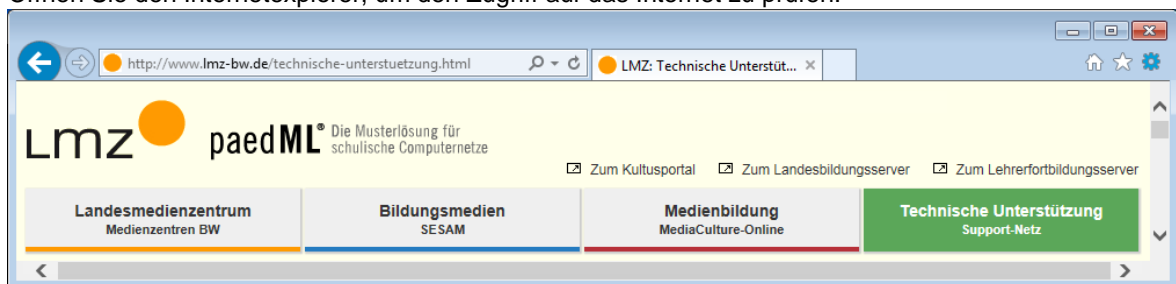 Öffnen Sie den Internetexplorer, um den Zugriff auf das Internet zu prüfen.
http://www.lmz-bw.de/technische-unterstuetzung.html
LMZ: Technische Unterstüt...
Lmz
paedML® Die Musterlösung für
schulische Computernetze
Zum Kultusportal Zum Landesbildungsserver Zum Lehrerfortbildungsserver
Landesmedienzentrum Bildungsmedien Medienbildung Technische Unterstützung
Medienzentren BW SESAM MediaCulture-Online Support-Netz